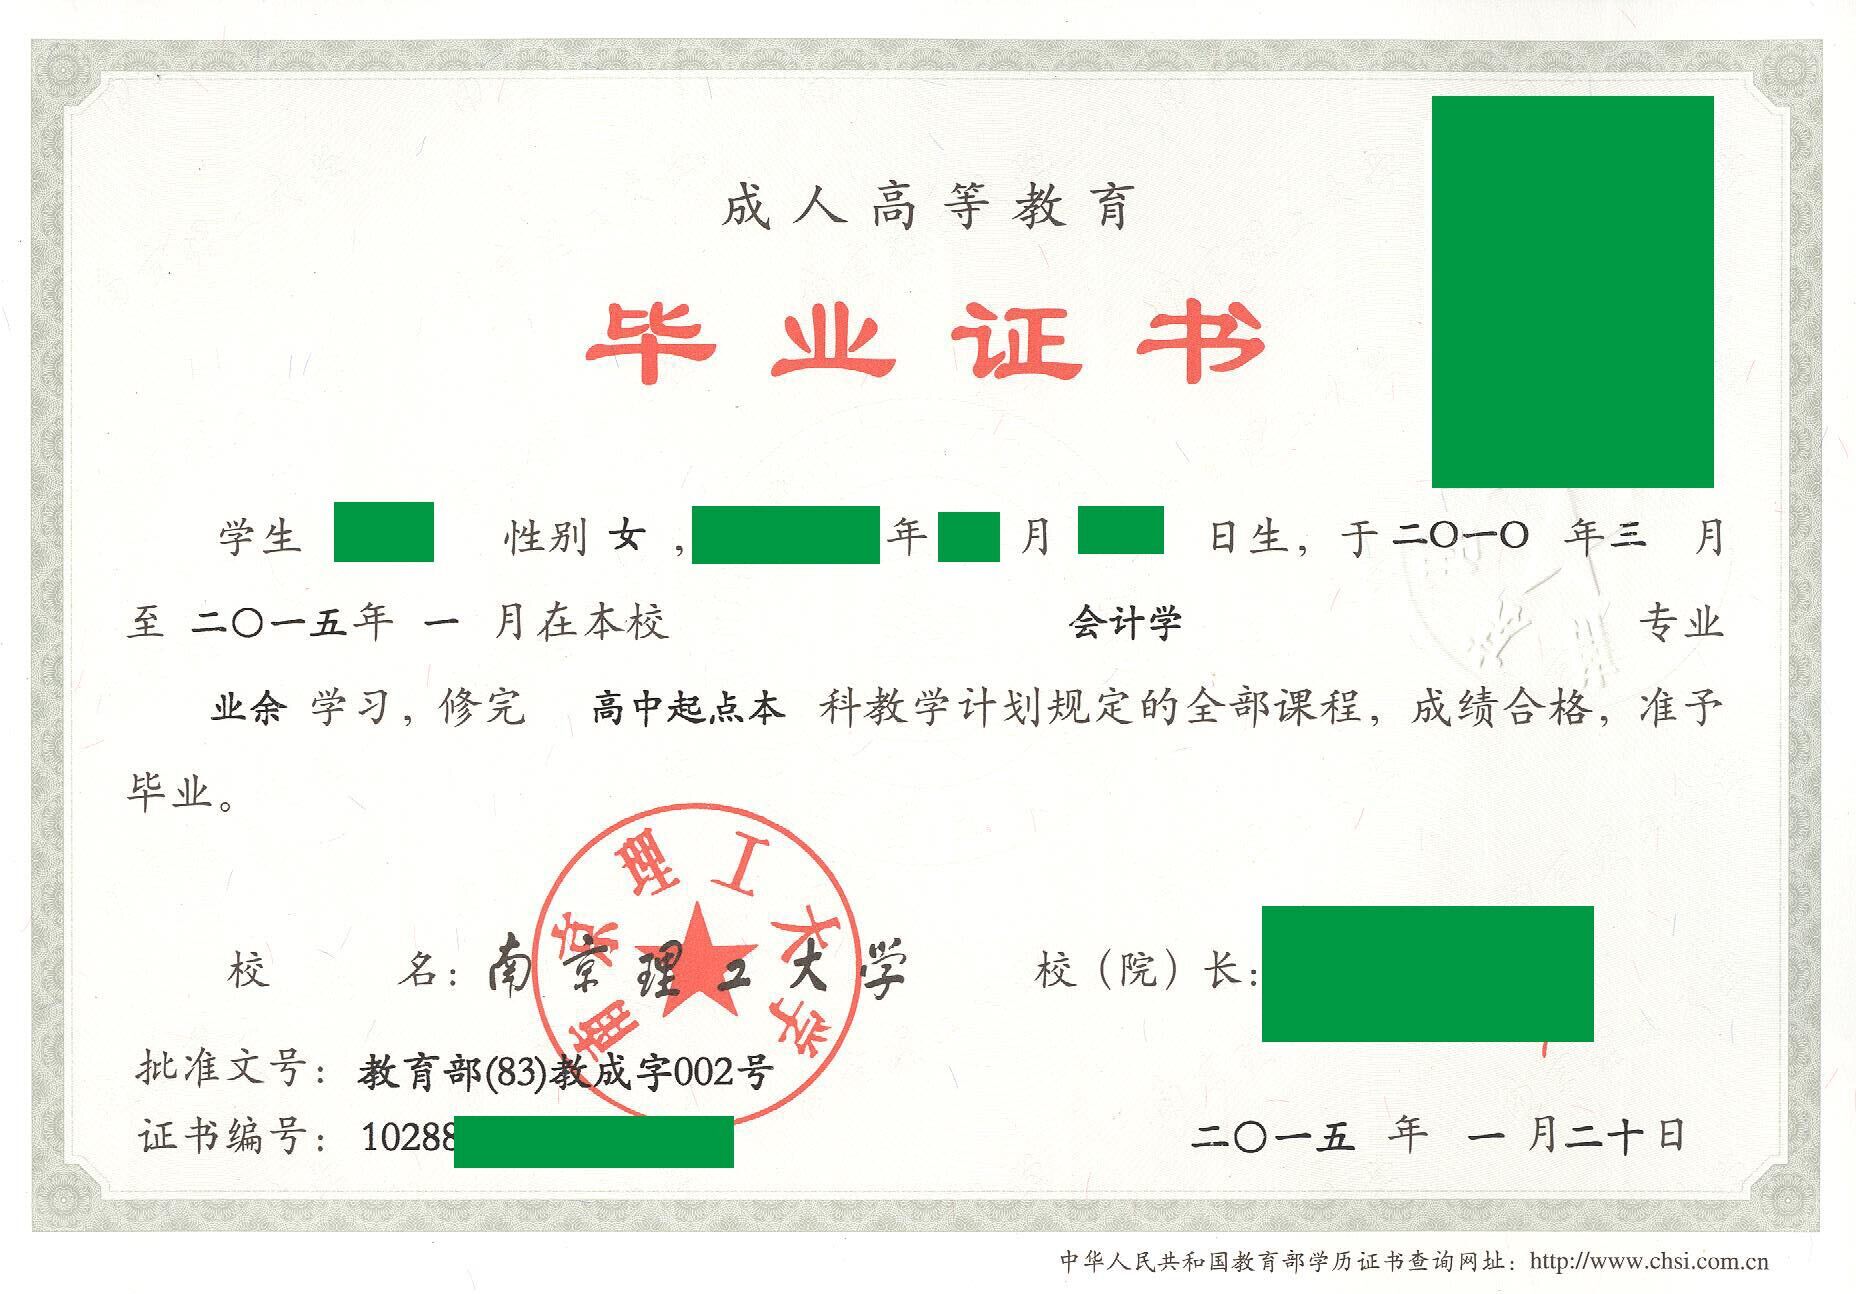 成人高等教育
毕业证书
学生 性别 女 , 年 月 日生，于二〇一〇 年 三 月
至 二〇一五年 一 月在本校 会计学 专业
业余 学习，修完 高中起点本 科教学计划规定的全部课程，成绩合格，准予
毕业。
南京理工大学
校 名：南京理工大学 校（院）长：
批准文号：教育部(83)教成字002号
证书编号：10288
二〇一五 年 一 月二十日
中华人民共和国教育部学历证书查询网址：http://www.chsi.com.cn